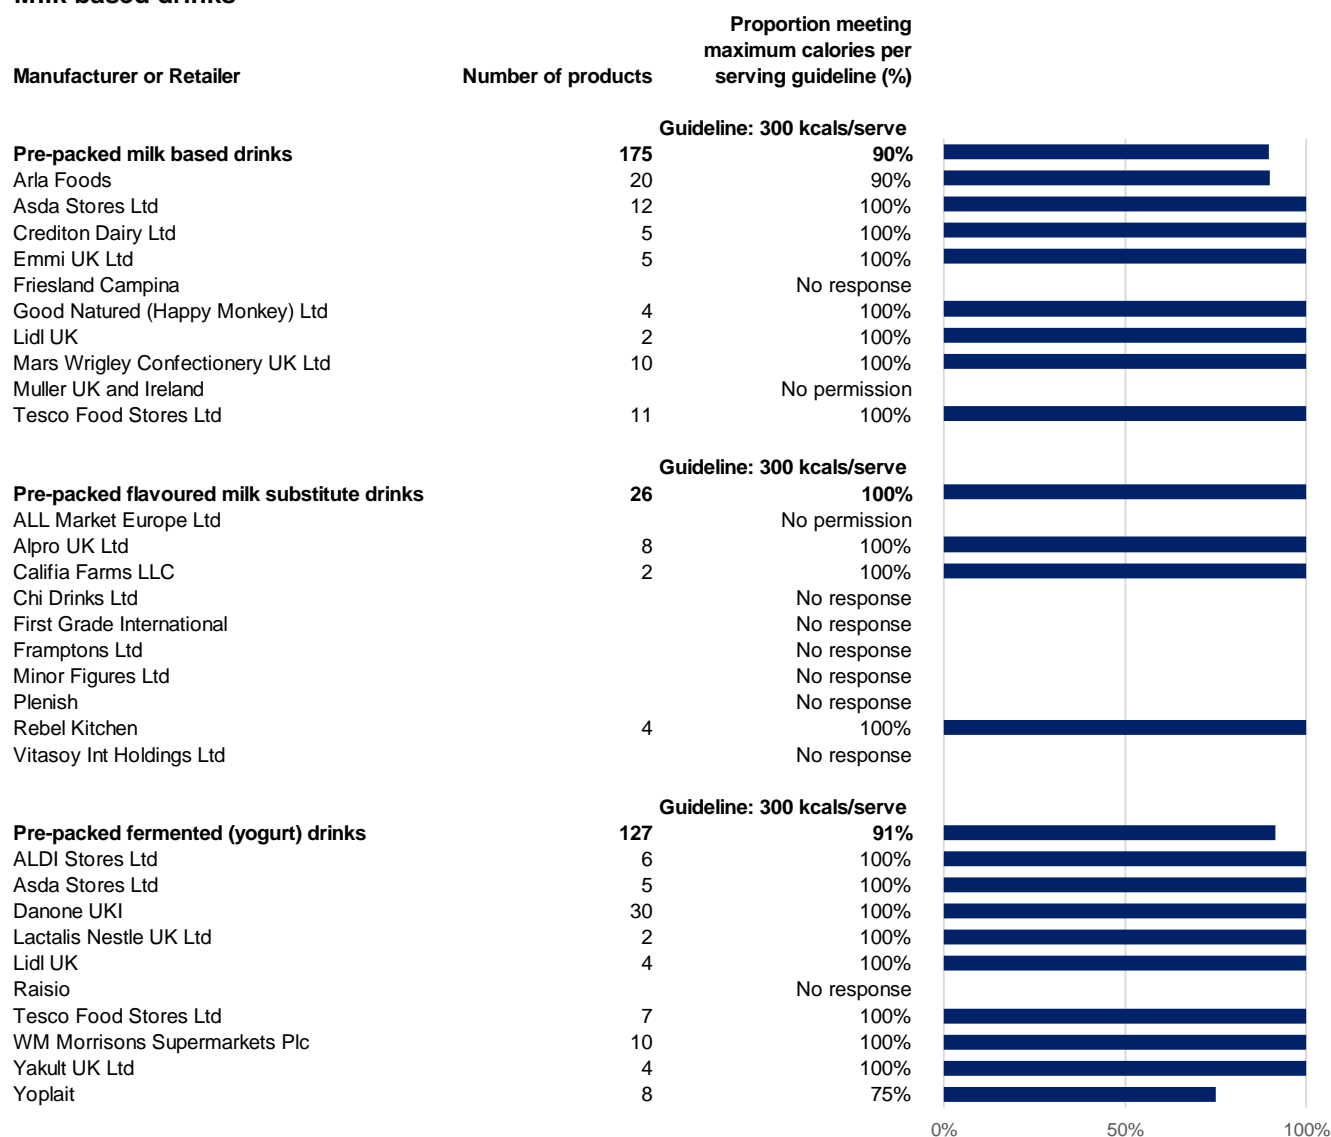 Milk based drinks
Proportion meeting
maximum calories per
Manufacturer or Retailer Number of products serving guideline (%)
Guideline: 300 kcals/serve
Pre-packed milk based drinks 175 90%
Arla Foods 20 90%
Asda Stores Ltd 12 100%
Crediton Dairy Ltd 5 100%
Emmi UK Ltd 5 100%
Friesland Campina No response
Good Natured (Happy Monkey) Ltd 4 100%
Lidl UK 2 100%
Mars Wrigley Confectionery UK Ltd 10 100%
Muller UK and Ireland No permission
Tesco Food Stores Ltd 11 100%
Guideline: 300 kcals/serve
Pre-packed flavoured milk substitute drinks 26 100%
ALL Market Europe Ltd No permission
Alpro UK Ltd 8 100%
Califia Farms LLC 2 100%
Chi Drinks Ltd No response
First Grade International No response
Framptons Ltd No response
Minor Figures Ltd No response
Plenish No response
Rebel Kitchen 4 100%
Vitasoy Int Holdings Ltd No response
Guideline: 300 kcals/serve
Pre-packed fermented (yogurt) drinks 127 91%
ALDI Stores Ltd 6 100%
Asda Stores Ltd 5 100%
Danone UKI 30 100%
Lactalis Nestle UK Ltd 2 100%
Lidl UK 4 100%
Raisio No response
Tesco Food Stores Ltd 7 100%
WM Morrisons Supermarkets Plc 10 100%
Yakult UK Ltd 4 100%
Yoplait 8 75%
0% 50% 100%